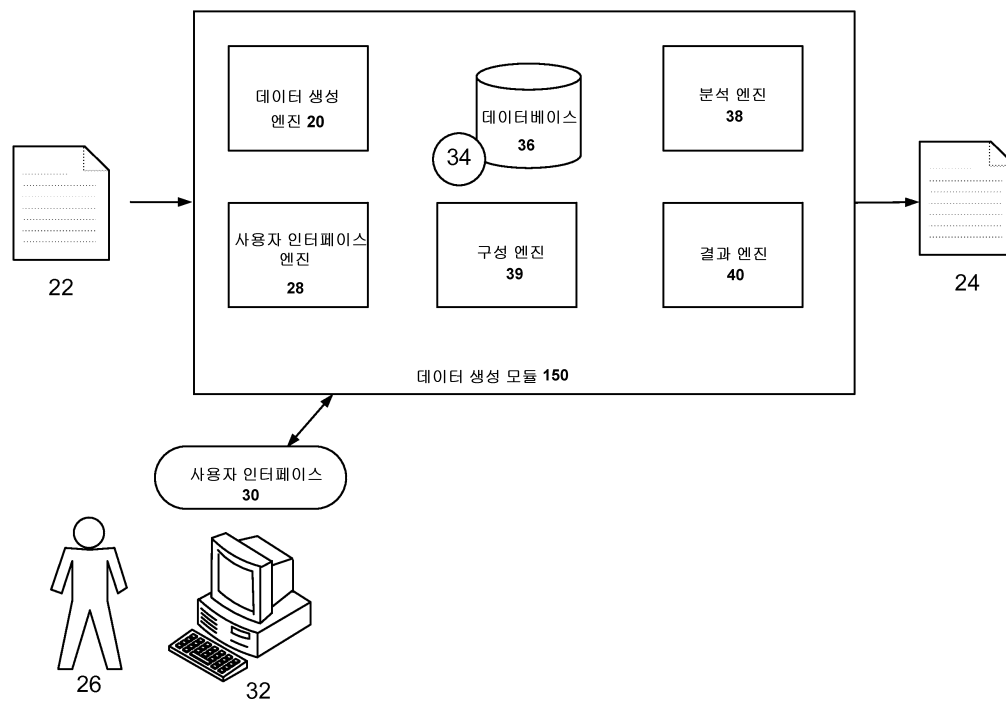 데이터 생성
엔진 20
데이터베이스
36
34
분석 엔진
38
22
사용자 인터페이스
엔진
28
구성 엔진
39
결과 엔진
40
24
데이터 생성 모듈 150
사용자 인터페이스
30
26
32